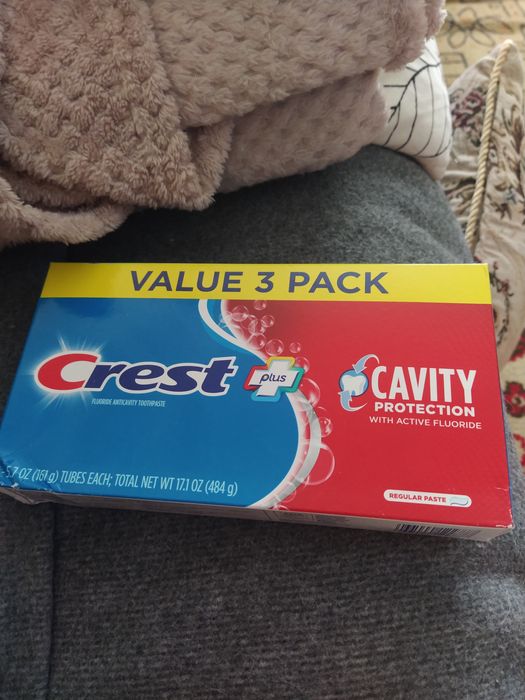 VALUE 3 PACK
Crest plus
FLUORIDE ANTICAVITY TOOTHPASTE
CAVITY
PROTECTION
WITH ACTIVE FLUORIDE
5.7 OZ (161 g) TUBES EACH; TOTAL NET WT 17.1 OZ (484 g)
REGULAR PASTE